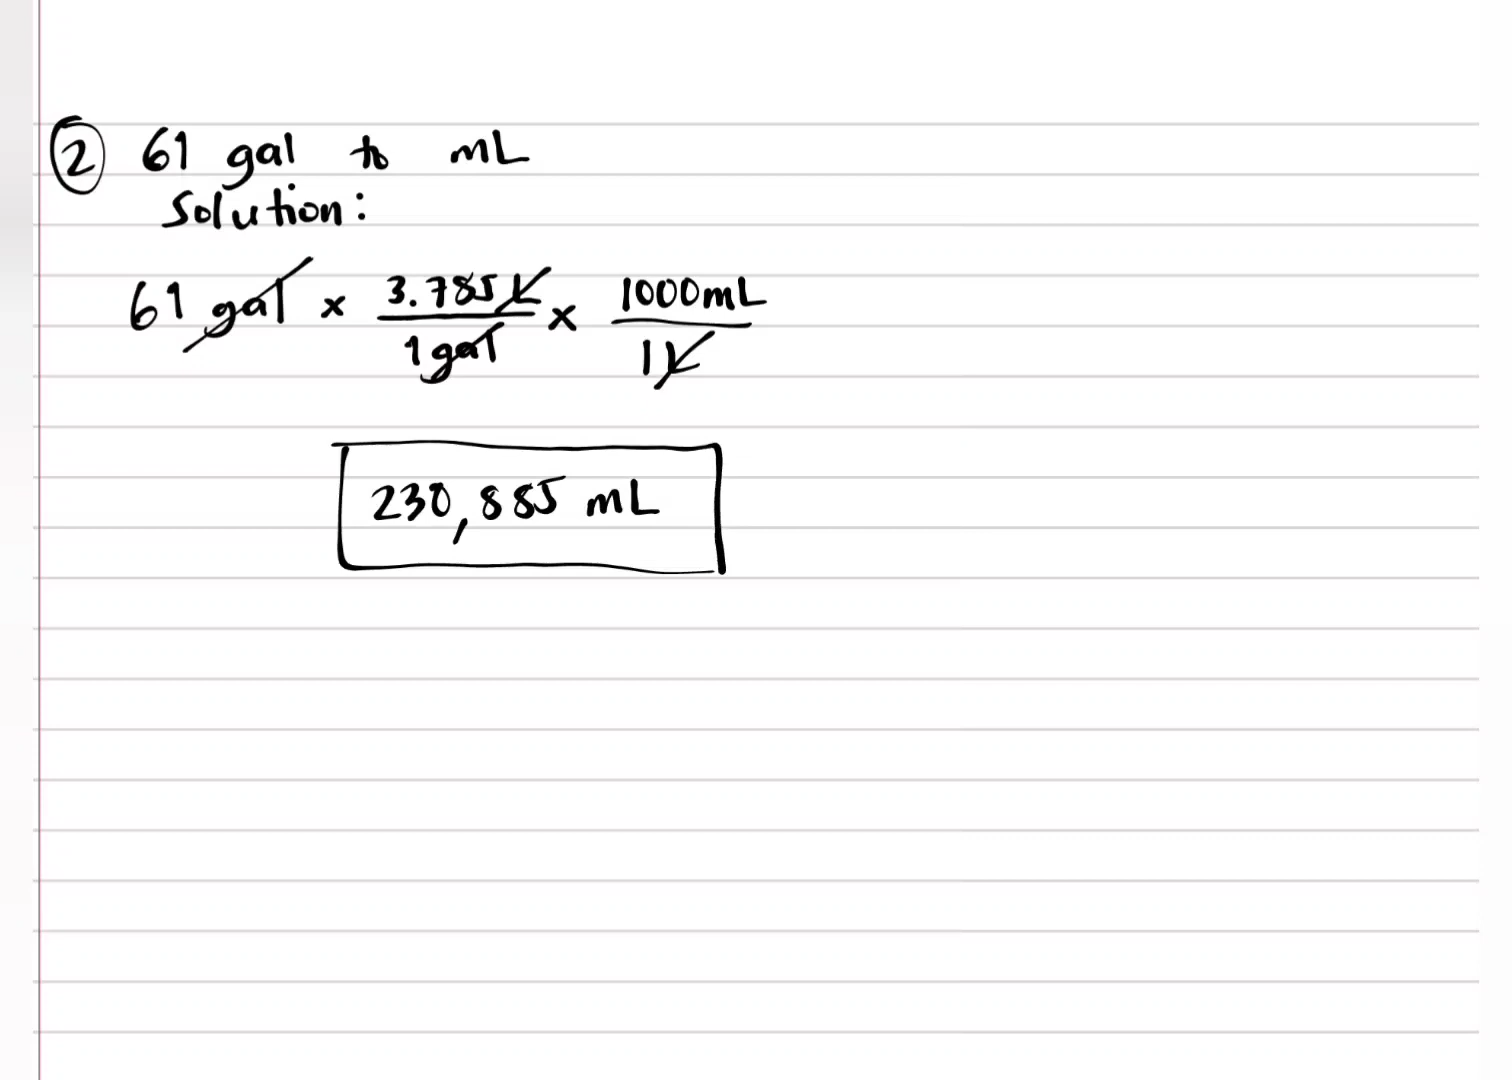 ② 61 gal to mL
Solution:
61 gal x 3.785 L / 1 gal x 1000 mL / 1 L
230,885 mL